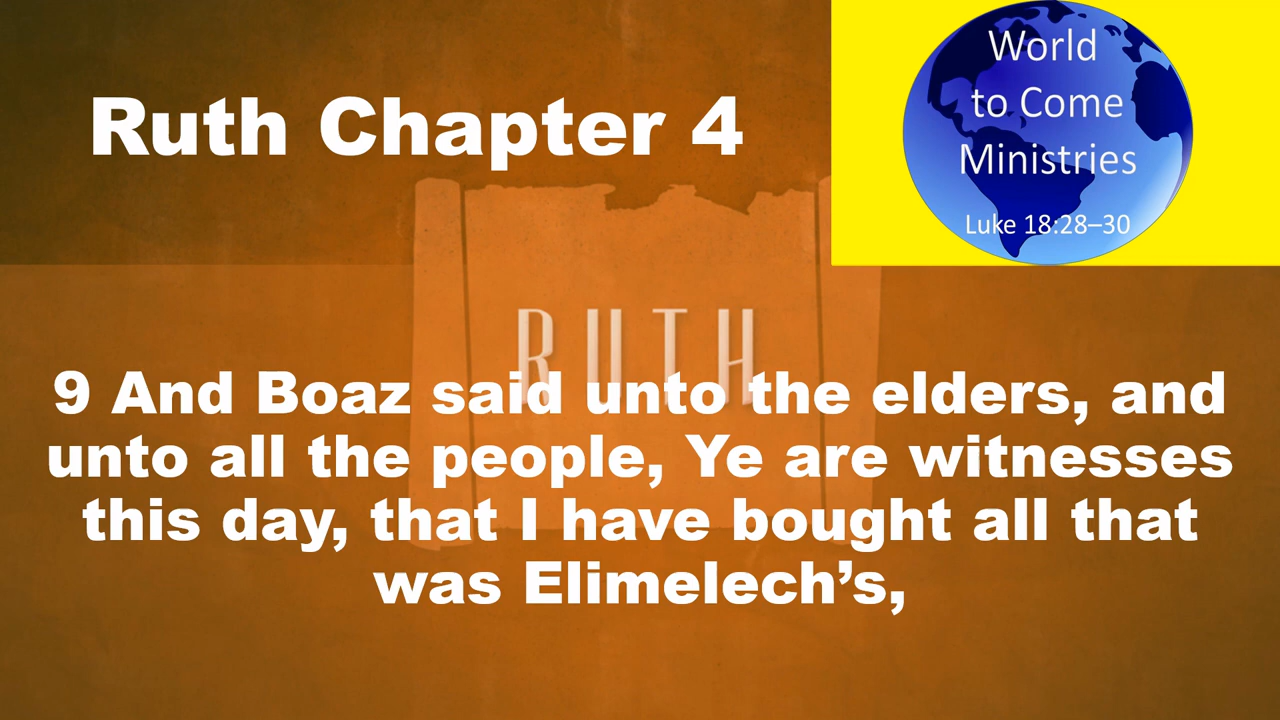 Ruth Chapter 4
World
to Come
Ministries
Luke 18:28–30
RUTH
9 And Boaz said unto the elders, and
unto all the people, Ye are witnesses
this day, that I have bought all that
was Elimelech’s,